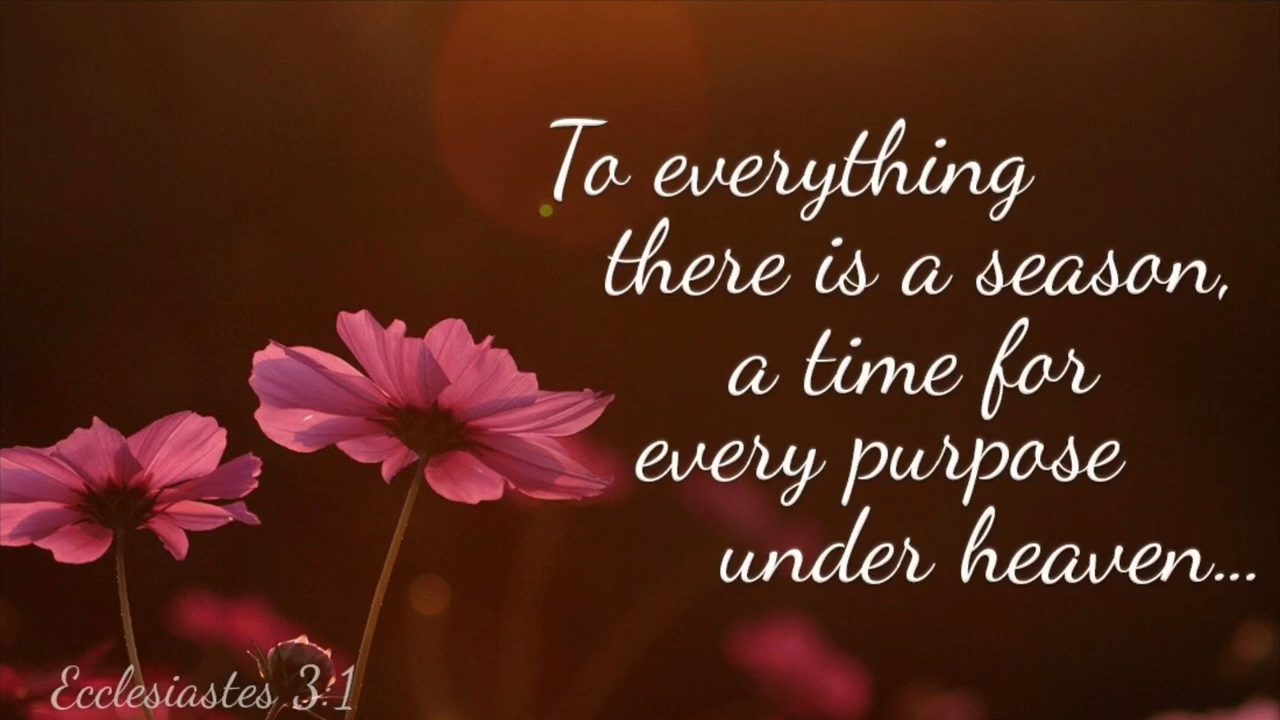 To everything
there is a season,
a time for
every purpose
under heaven...
Ecclesiastes 3:1